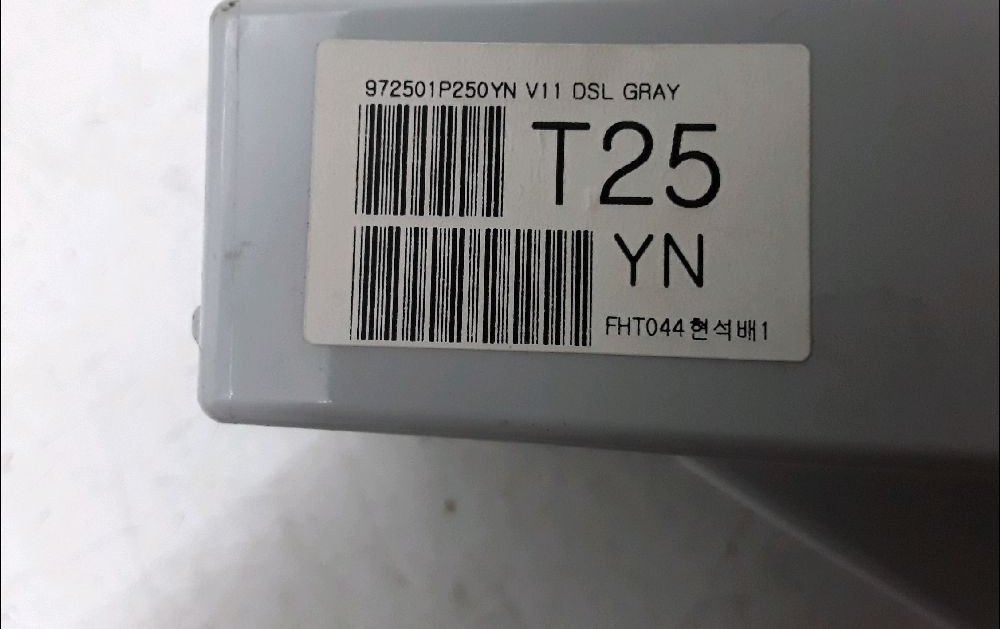 972501P250YN V11 DSL GRAY
T25
YN
FHT044현석배1